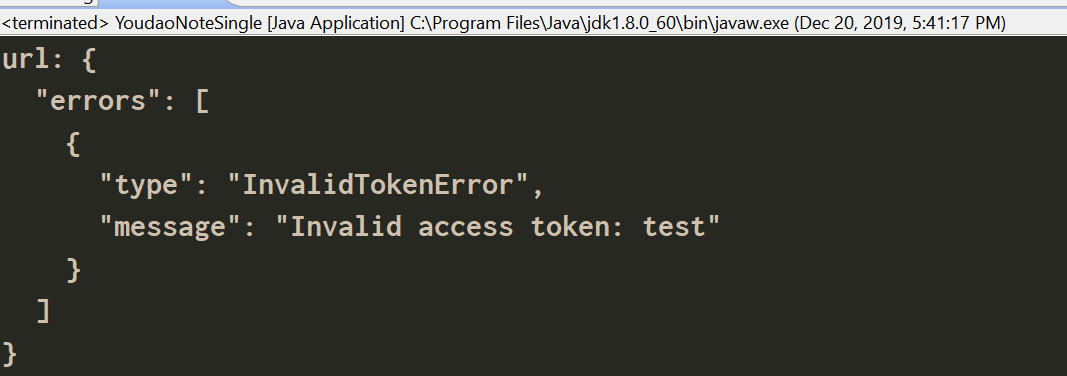 <terminated> YoudaoNoteSingle [Java Application] C:\Program Files\Java\jdk1.8.0_60\bin\javaw.exe (Dec 20, 2019, 5:41:17 PM)
url: {
  "errors": [
    {
      "type": "InvalidTokenError",
      "message": "Invalid access token: test"
    }
  ]
}